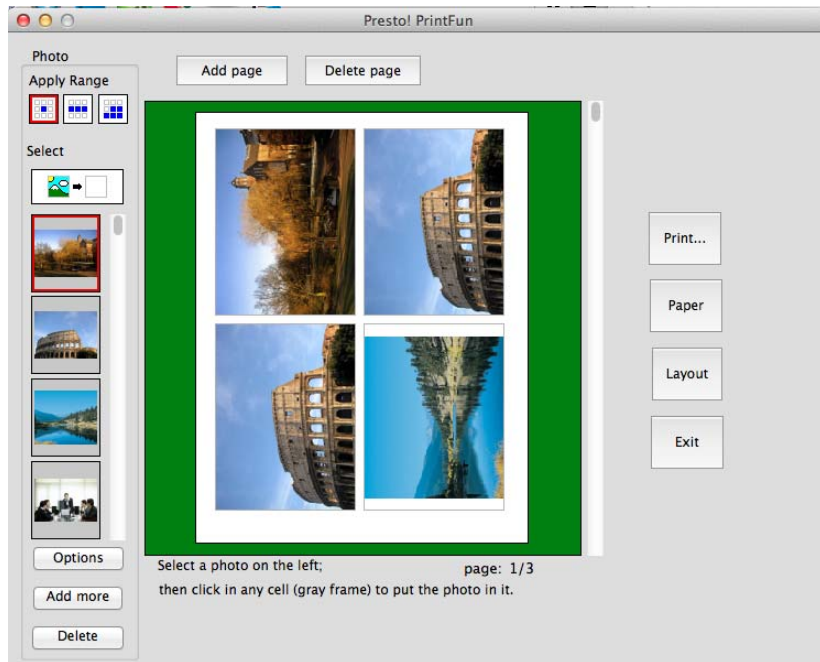 Presto! PrintFun
Photo
Add page
Delete page
Apply Range
Select
Print...
Paper
Layout
Exit
Options
Add more
Delete
Select a photo on the left;
page: 1/3
then click in any cell (gray frame) to put the photo in it.